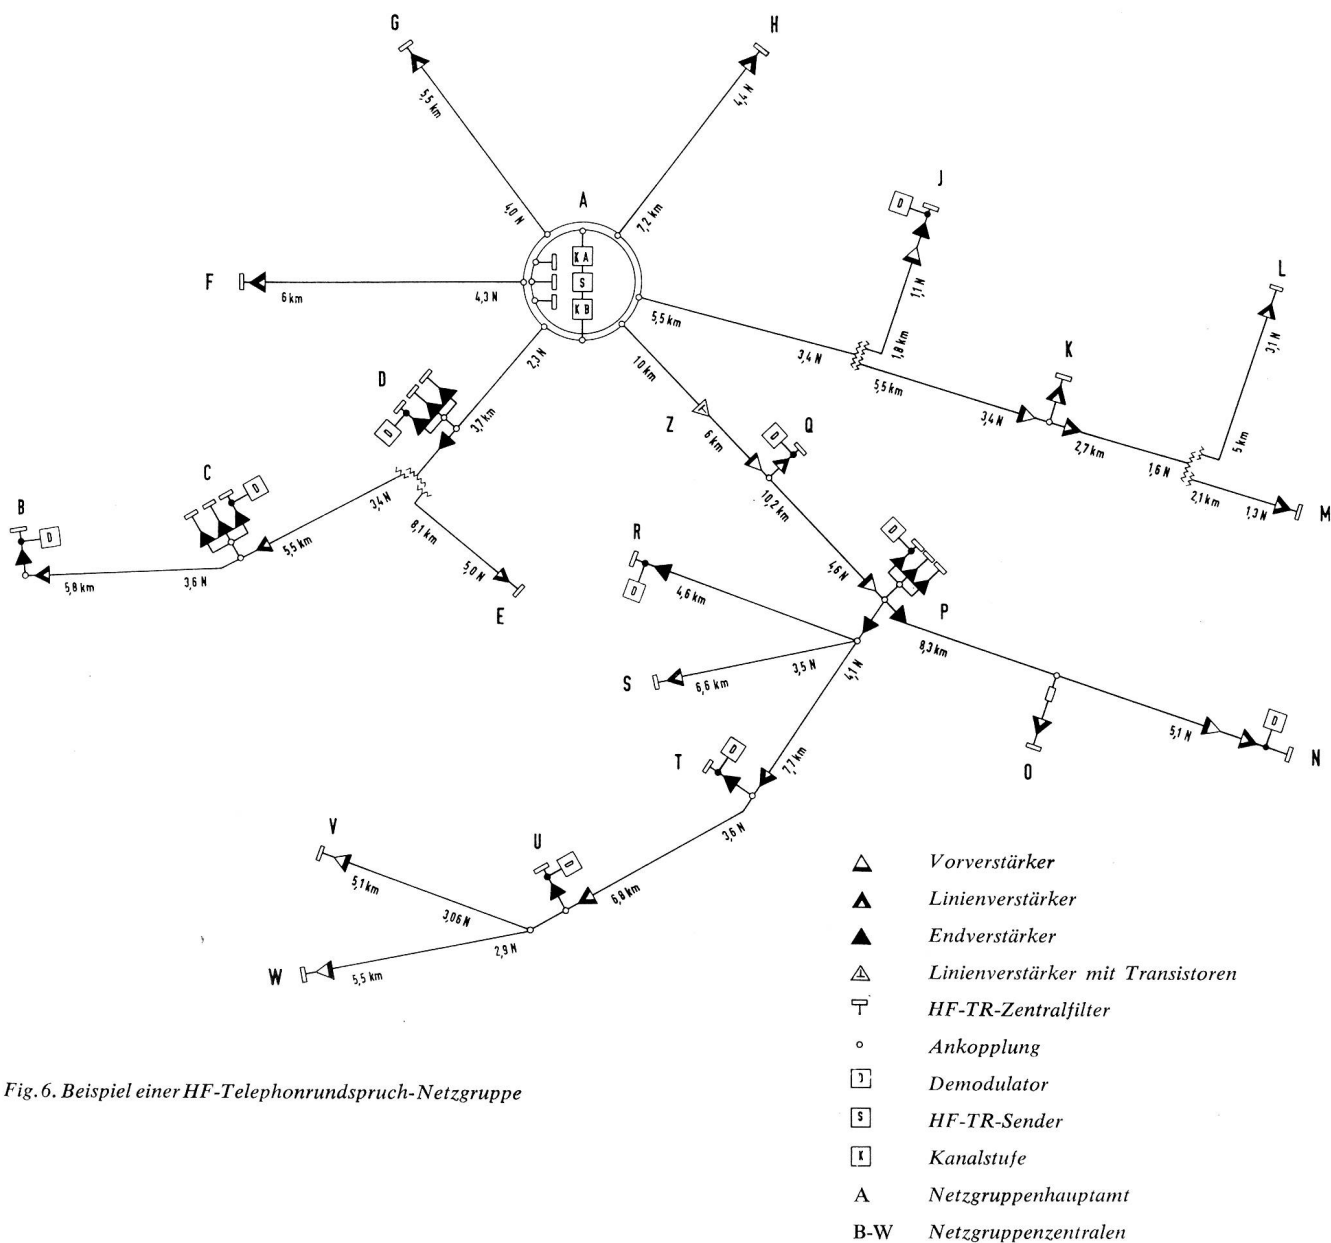 G
H
5,5 km
4,4 N
A
J
D
4,0 N
7,2 km
K A
S
K B
F
6 km
4,3 N
L
1,1 N
5,5 km
3,4 N
1,8 km
5,5 km
K
3,4 N
2,7 km
1,6 N
3,1 N
5 km
2,1 km
1,3 N
M
2,3 N
10 km
D
D
3,7 km
Z
6 km
D
Q
10,2 km
C
D
3,4 N
8,1 km
5,0 N
E
B
D
5,5 km
5,8 km
3,6 N
R
D
4,6 km
4,6 N
D
P
8,3 km
S
6,6 km
3,5 N
4,1 N
5,1 N
D
N
O
T
D
7,7 km
3,6 N
V
5,1 km
3,06 N
U
D
6,8 km
W
5,5 km
2,9 N
Vorverstärker
Linienverstärker
Endverstärker
Linienverstärker mit Transistoren
HF-TR-Zentralfilter
Ankopplung
D Demodulator
S HF-TR-Sender
K Kanalstufe
A Netzgruppenhauptamt
B-W Netzgruppenzentralen
Fig. 6. Beispiel einer HF-Telephonrundspruch-Netzgruppe